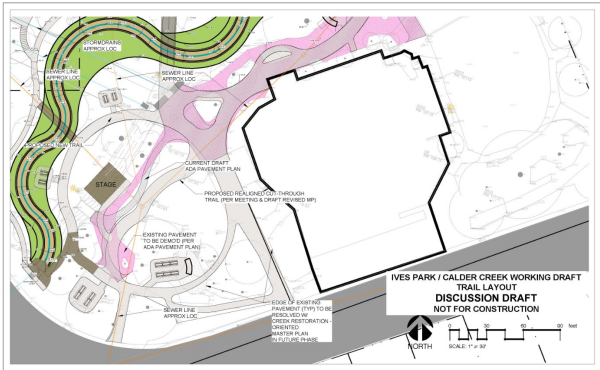 STORMDRAINS
APPROX LOC
SEWER LINE
APPROX LOC
SEWER LINE
APPROX LOC
PROPOSED NEW TRAIL
CURRENT DRAFT
ADA PAVEMENT PLAN
STAGE
PROPOSED REALIGNED CUT-THROUGH
TRAIL (PER MEETING & DRAFT REVISED MP)
EXISTING PAVEMENT
TO BE DEMO'D (PER
ADA PAVEMENT PLAN)
SEWER LINE
APPROX LOC
EDGE OF EXISTING
PAVEMENT (TYP) TO BE
RESOLVED W/
CREEK RESTORATION -
ORIENTED
MASTER PLAN
IN FUTURE PHASE
IVES PARK / CALDER CREEK WORKING DRAFT
TRAIL LAYOUT
DISCUSSION DRAFT
NOT FOR CONSTRUCTION
NORTH
0 30 60 90 feet
SCALE: 1" = 30'